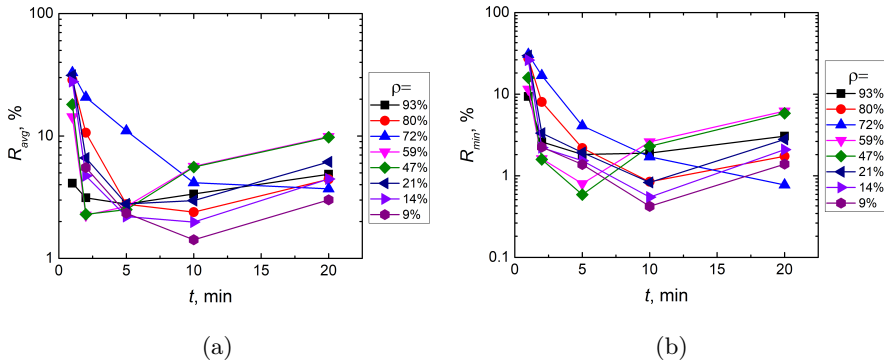 100
10
1
R_avg, %
0 5 10 15 20
t, min
ρ=
93%
80%
72%
59%
47%
21%
14%
9%
(a)
100
10
1
0.1
R_min, %
0 5 10 15 20
t, min
ρ=
93%
80%
72%
59%
47%
21%
14%
9%
(b)